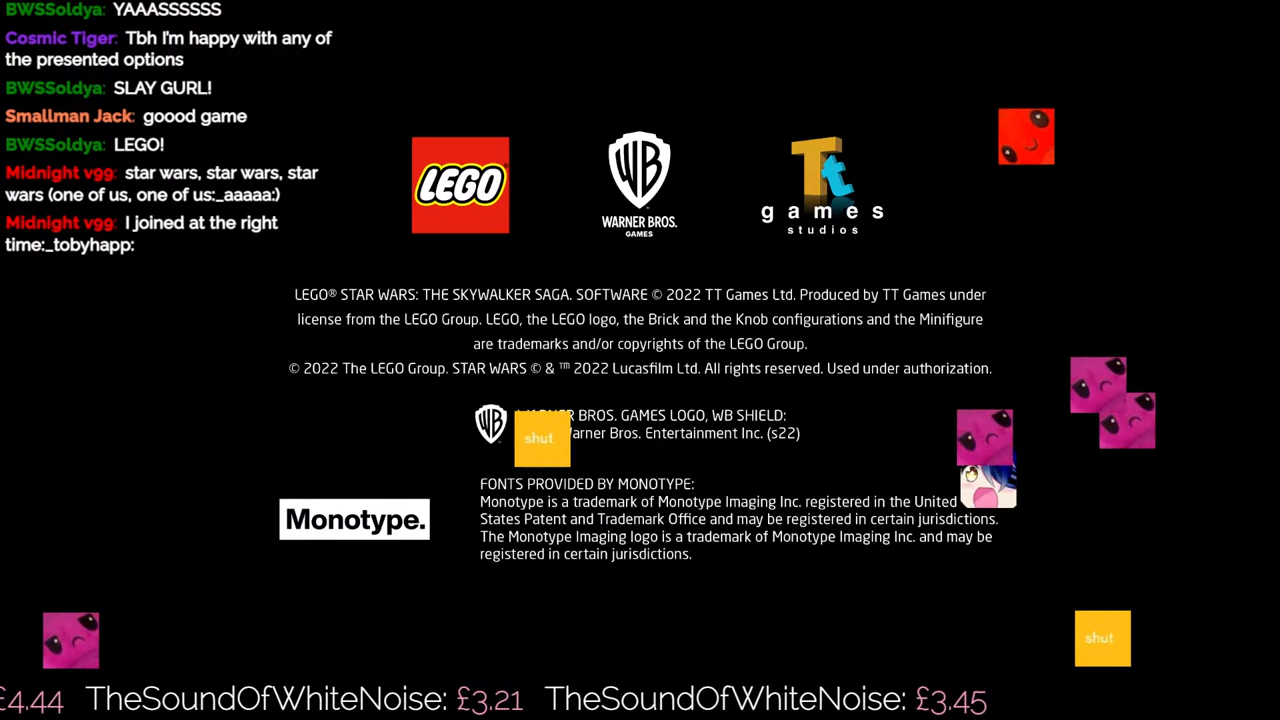 BWSSoldya: YAAASSSSSS
Cosmic Tiger: Tbh I'm happy with any of
the presented options
BWSSoldya: SLAY GURL!
Smallman Jack: goood game
BWSSoldya: LEGO!
Midnight v99: star wars, star wars, star
wars (one of us, one of us:_aaaaa:)
Midnight v99: I joined at the right
time:_tobyhapp:
LEGO®
WB
WARNER BROS.
GAMES
Tt
games
studios
LEGO® STAR WARS: THE SKYWALKER SAGA. SOFTWARE © 2022 TT Games Ltd. Produced by TT Games under
license from the LEGO Group. LEGO, the LEGO logo, the Brick and the Knob configurations and the Minifigure
are trademarks and/or copyrights of the LEGO Group.
© 2022 The LEGO Group. STAR WARS © & ™ 2022 Lucasfilm Ltd. All rights reserved. Used under authorization.
WB
BROS. GAMES LOGO, WB SHIELD:
Warner Bros. Entertainment Inc. (s22)
shut
FONTS PROVIDED BY MONOTYPE:
Monotype is a trademark of Monotype Imaging Inc. registered in the United
States Patent and Trademark Office and may be registered in certain jurisdictions.
The Monotype Imaging logo is a trademark of Monotype Imaging Inc. and may be
registered in certain jurisdictions.
Monotype.
shut
£4.44 TheSoundOfWhiteNoise: £3.21 TheSoundOfWhiteNoise: £3.45